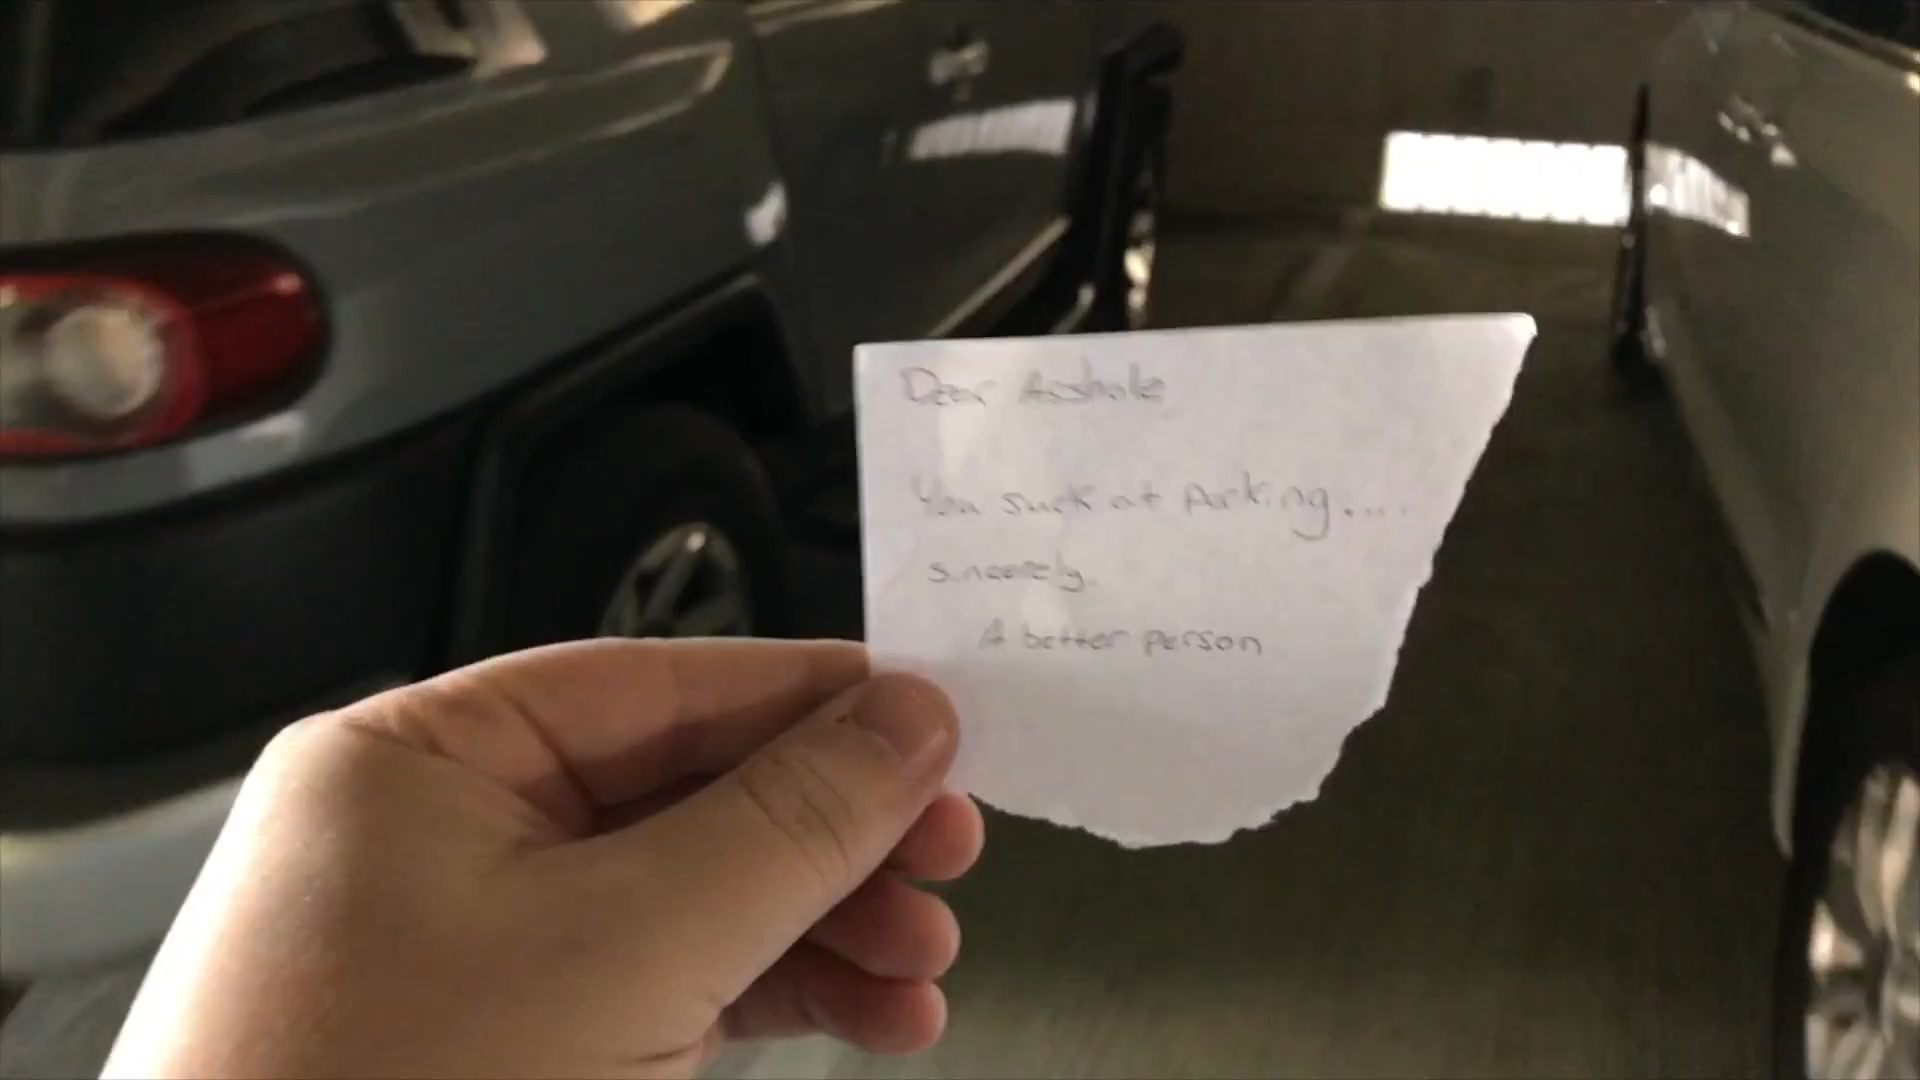 Dear Asshole
You suck at parking....
sincerely,
A better person